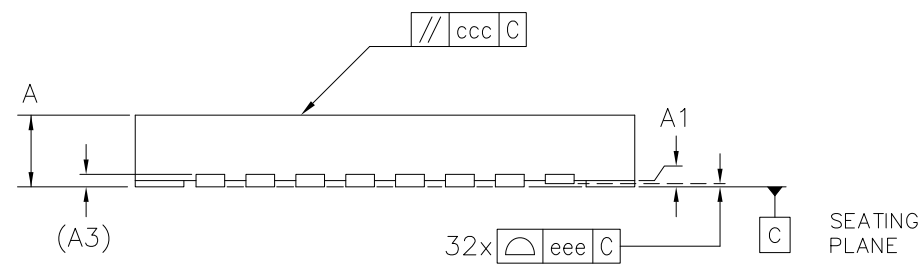 // ccc C
A
A1
(A3)
32x ⌓ eee C
C
SEATING
PLANE